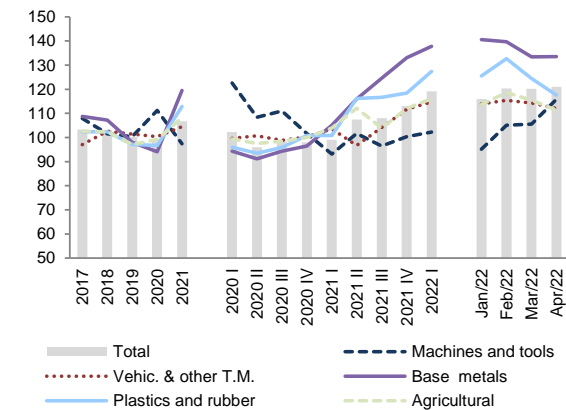 150
140
130
120
110
100
90
80
70
60
50
2017
2018
2019
2020
2021
2020 I
2020 II
2020 III
2020 IV
2021 I
2021 II
2021 III
2021 IV
2022 I
Jan/22
Feb/22
Mar/22
Apr/22
Total
Machines and tools
Vehic. & other T.M.
Base metals
Plastics and rubber
Agricultural